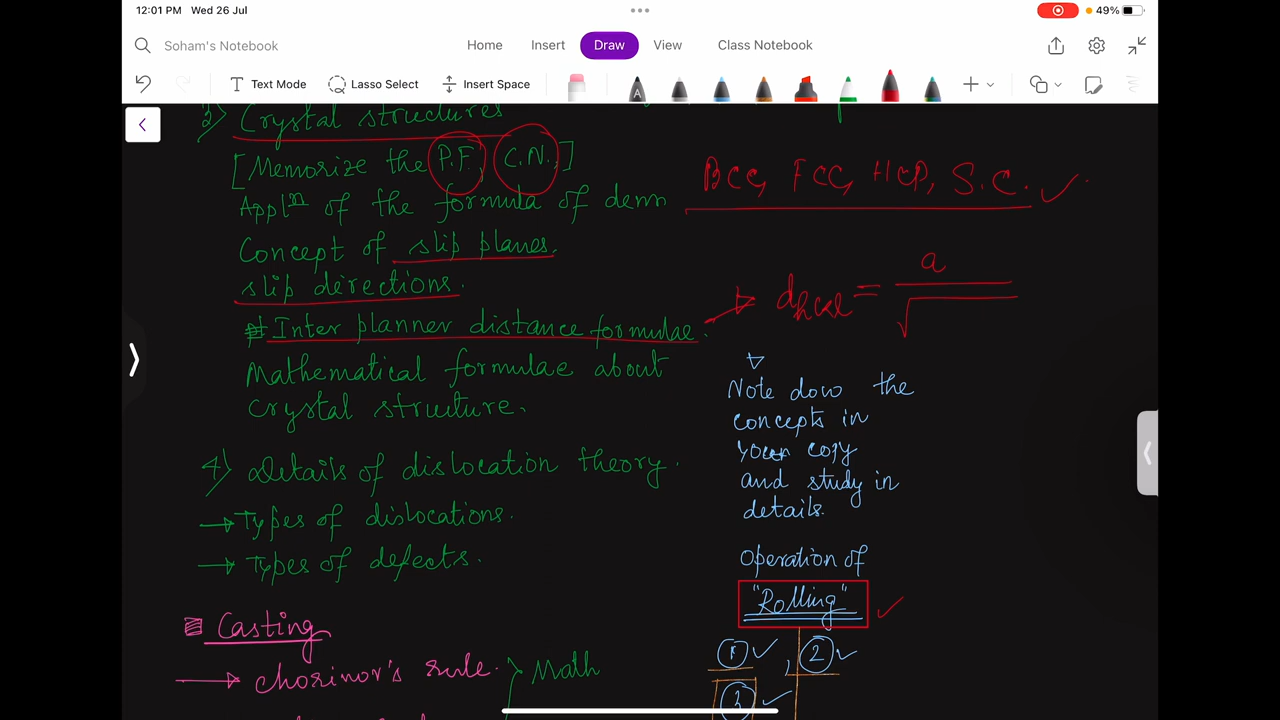 12:01 PM Wed 26 Jul
49%
Soham's Notebook
Home Insert Draw View Class Notebook
Text Mode Lasso Select Insert Space
3) Crystal structures
[Memorize the P.F, C.N.]
Applⁿ of the formula of demn
Concept of slip planes,
slip directions.
# Inter planner distance formulae.
Mathematical formulae about
crystal structure.
4) Details of dislocation theory.
→ Types of dislocations.
→ Types of defects.
Casting
→ chorinor's rule.
Math
BCC, FCC, HCP, S.C. ✓
dhkl = a / √
Note dow the
concepts in
your copy
and study in
details.
Operation of
"Rolling" ✓
1 ✓, 2 ✓
3 ✓